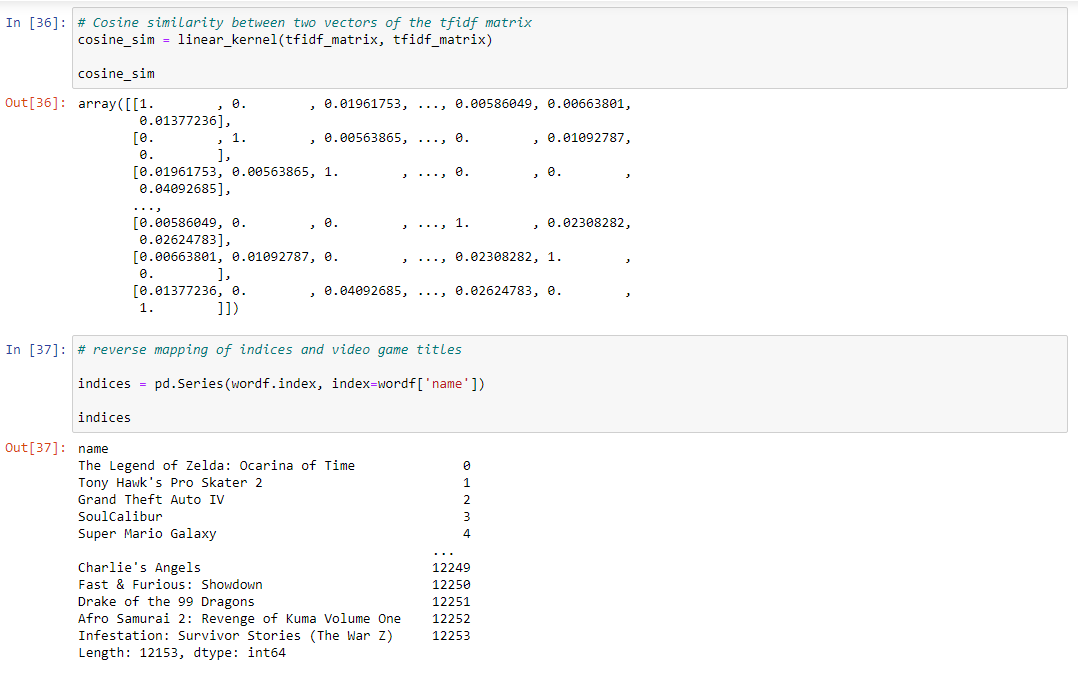 In [36]: # Cosine similarity between two vectors of the tfidf matrix
cosine_sim = linear_kernel(tfidf_matrix, tfidf_matrix)
cosine_sim
Out[36]: array([[1.        , 0.        , 0.01961753, ..., 0.00586049, 0.00663801,
0.01377236],
[0.        , 1.        , 0.00563865, ..., 0.        , 0.01092787,
0.        ],
[0.01961753, 0.00563865, 1.        , ..., 0.        , 0.        ,
0.04092685],
...,
[0.00586049, 0.        , 0.        , ..., 1.        , 0.02308282,
0.02624783],
[0.00663801, 0.01092787, 0.        , ..., 0.02308282, 1.        ,
0.        ],
[0.01377236, 0.        , 0.04092685, ..., 0.02624783, 0.        ,
1.        ]])
In [37]: # reverse mapping of indices and video game titles
indices = pd.Series(wordf.index, index=wordf['name'])
indices
Out[37]: name
The Legend of Zelda: Ocarina of Time 0
Tony Hawk's Pro Skater 2 1
Grand Theft Auto IV 2
SoulCalibur 3
Super Mario Galaxy 4
...
Charlie's Angels 12249
Fast & Furious: Showdown 12250
Drake of the 99 Dragons 12251
Afro Samurai 2: Revenge of Kuma Volume One 12252
Infestation: Survivor Stories (The War Z) 12253
Length: 12153, dtype: int64